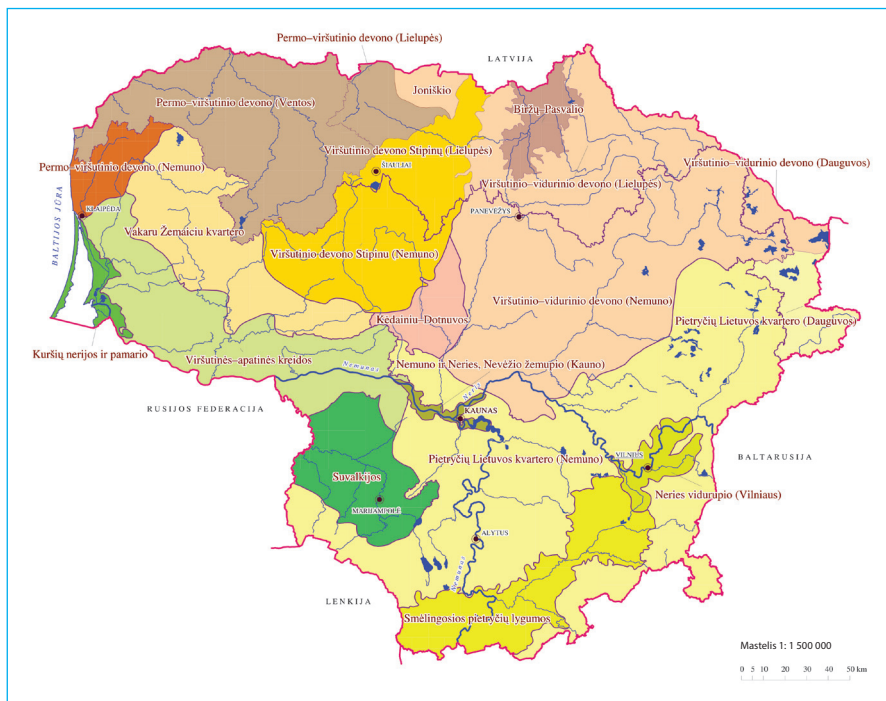 Permo–viršutinio devono (Lielupės)
LATVIJA
Joniškio
Permo–viršutinio devono (Ventos)
Biržų–Pasvalio
Viršutinio devono Stipinų (Lielupės)
Permo–viršutinio devono (Nemuno)
ŠIAULIAI
Viršutinio–vidurinio devono (Dauguvos)
Viršutinio–vidurinio devono (Lielupės)
BALTIJOS JŪRA
KLAIPĖDA
PANEVĖŽYS
Vakarų Žemaičių kvartero
Viršutinio devono Stipinų (Nemuno)
Viršutinio–vidurinio devono (Nemuno)
Kėdainių–Dotnuvos
Pietryčių Lietuvos kvartero (Dauguvos)
Kuršių nerijos ir pamario
Viršutinės–apatinės kreidos
Nemuno ir Neries, Nevėžio žemupio (Kauno)
Nemunas
Neris
RUSIJOS FEDERACIJA
KAUNAS
Pietryčių Lietuvos kvartero (Nemuno)
VILNIUS
BALTARUSIJA
Suvalkijos
Neries vidurupio (Vilniaus)
MARIJAMPOLĖ
ALYTUS
Nemunas
LENKIJA
Smėlingosios pietryčių lygumos
Mastelis 1: 1 500 000
0 5 10 20 30 40 50 km